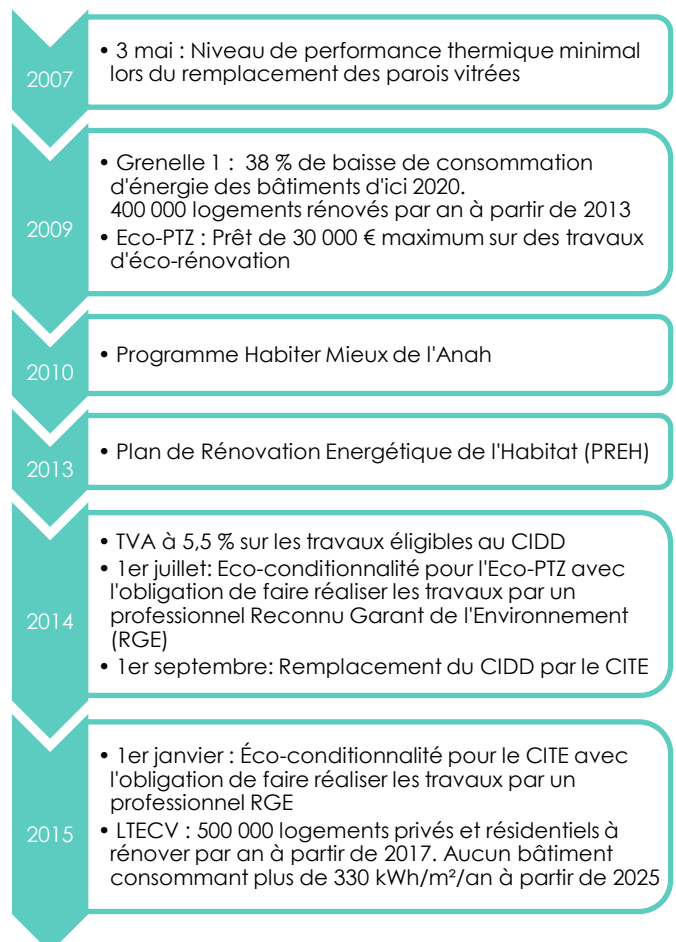 2007
• 3 mai : Niveau de performance thermique minimal
lors du remplacement des parois vitrées
2009
• Grenelle 1 : 38 % de baisse de consommation
d'énergie des bâtiments d'ici 2020.
400 000 logements rénovés par an à partir de 2013
• Eco-PTZ : Prêt de 30 000 € maximum sur des travaux
d'éco-rénovation
2010
• Programme Habiter Mieux de l'Anah
2013
• Plan de Rénovation Energétique de l'Habitat (PREH)
2014
• TVA à 5,5 % sur les travaux éligibles au CIDD
• 1er juillet: Eco-conditionnalité pour l'Eco-PTZ avec
l'obligation de faire réaliser les travaux par un
professionnel Reconnu Garant de l'Environnement
(RGE)
• 1er septembre: Remplacement du CIDD par le CITE
2015
• 1er janvier : Éco-conditionnalité pour le CITE avec
l'obligation de faire réaliser les travaux par un
professionnel RGE
• LTECV : 500 000 logements privés et résidentiels à
rénover par an à partir de 2017. Aucun bâtiment
consommant plus de 330 kWh/m²/an à partir de 2025